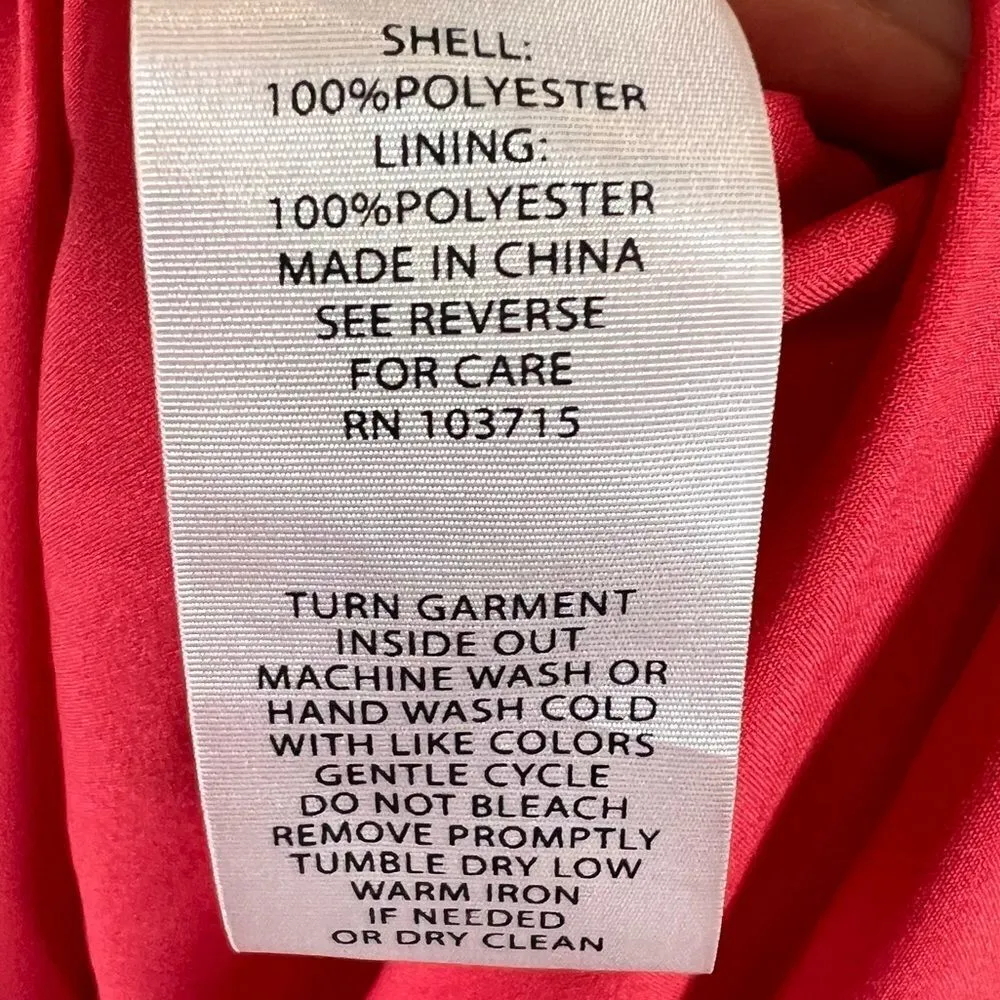 SHELL:
100%POLYESTER
LINING:
100%POLYESTER
MADE IN CHINA
SEE REVERSE
FOR CARE
RN 103715
TURN GARMENT
INSIDE OUT
MACHINE WASH OR
HAND WASH COLD
WITH LIKE COLORS
GENTLE CYCLE
DO NOT BLEACH
REMOVE PROMPTLY
TUMBLE DRY LOW
WARM IRON
IF NEEDED
OR DRY CLEAN